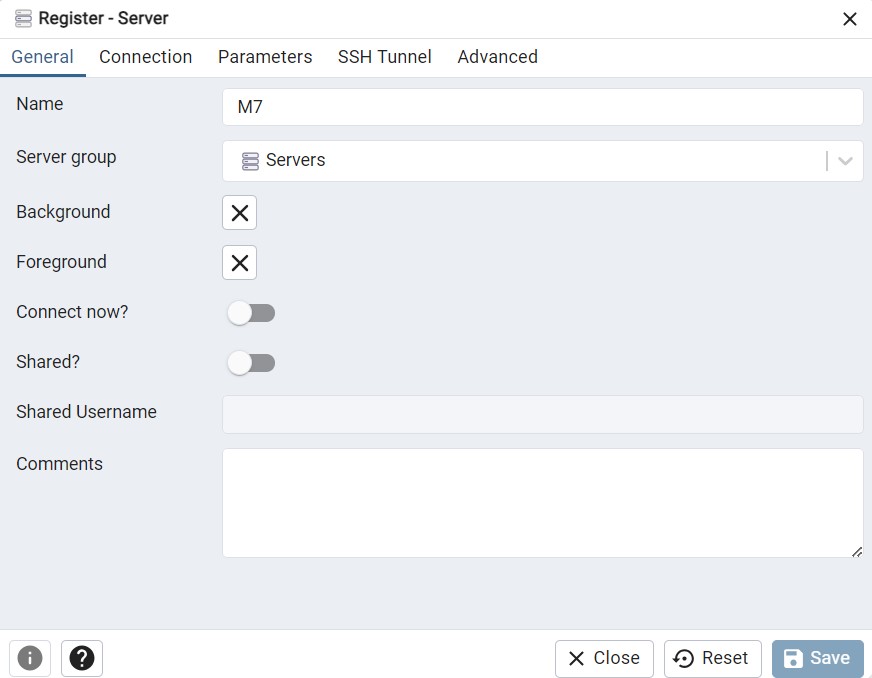 Register - Server
General Connection Parameters SSH Tunnel Advanced
Name M7
Server group Servers
Background
Foreground
Connect now?
Shared?
Shared Username
Comments
Close Reset Save